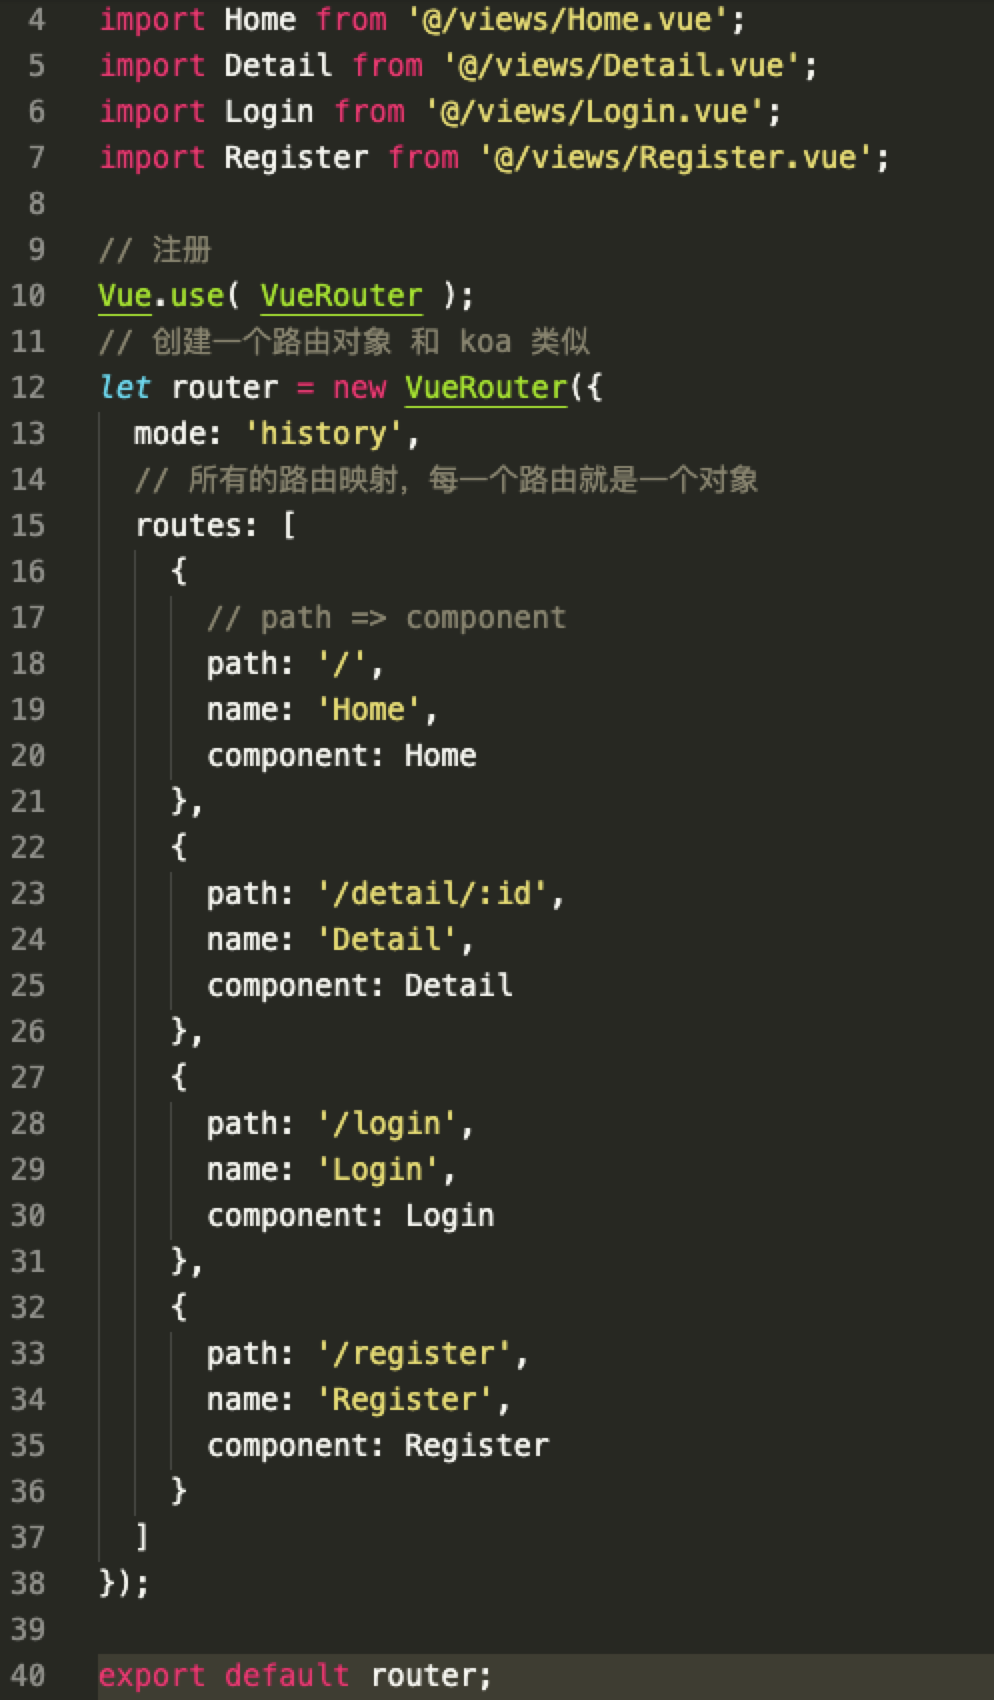 4 import Home from '@/views/Home.vue';
5 import Detail from '@/views/Detail.vue';
6 import Login from '@/views/Login.vue';
7 import Register from '@/views/Register.vue';
8
9 // 注册
10 Vue.use( VueRouter );
11 // 创建一个路由对象 和 koa 类似
12 let router = new VueRouter({
13   mode: 'history',
14   // 所有的路由映射，每一个路由就是一个对象
15   routes: [
16     {
17       // path => component
18       path: '/',
19       name: 'Home',
20       component: Home
21     },
22     {
23       path: '/detail/:id',
24       name: 'Detail',
25       component: Detail
26     },
27     {
28       path: '/login',
29       name: 'Login',
30       component: Login
31     },
32     {
33       path: '/register',
34       name: 'Register',
35       component: Register
36     }
37   ]
38 });
39
40 export default router;